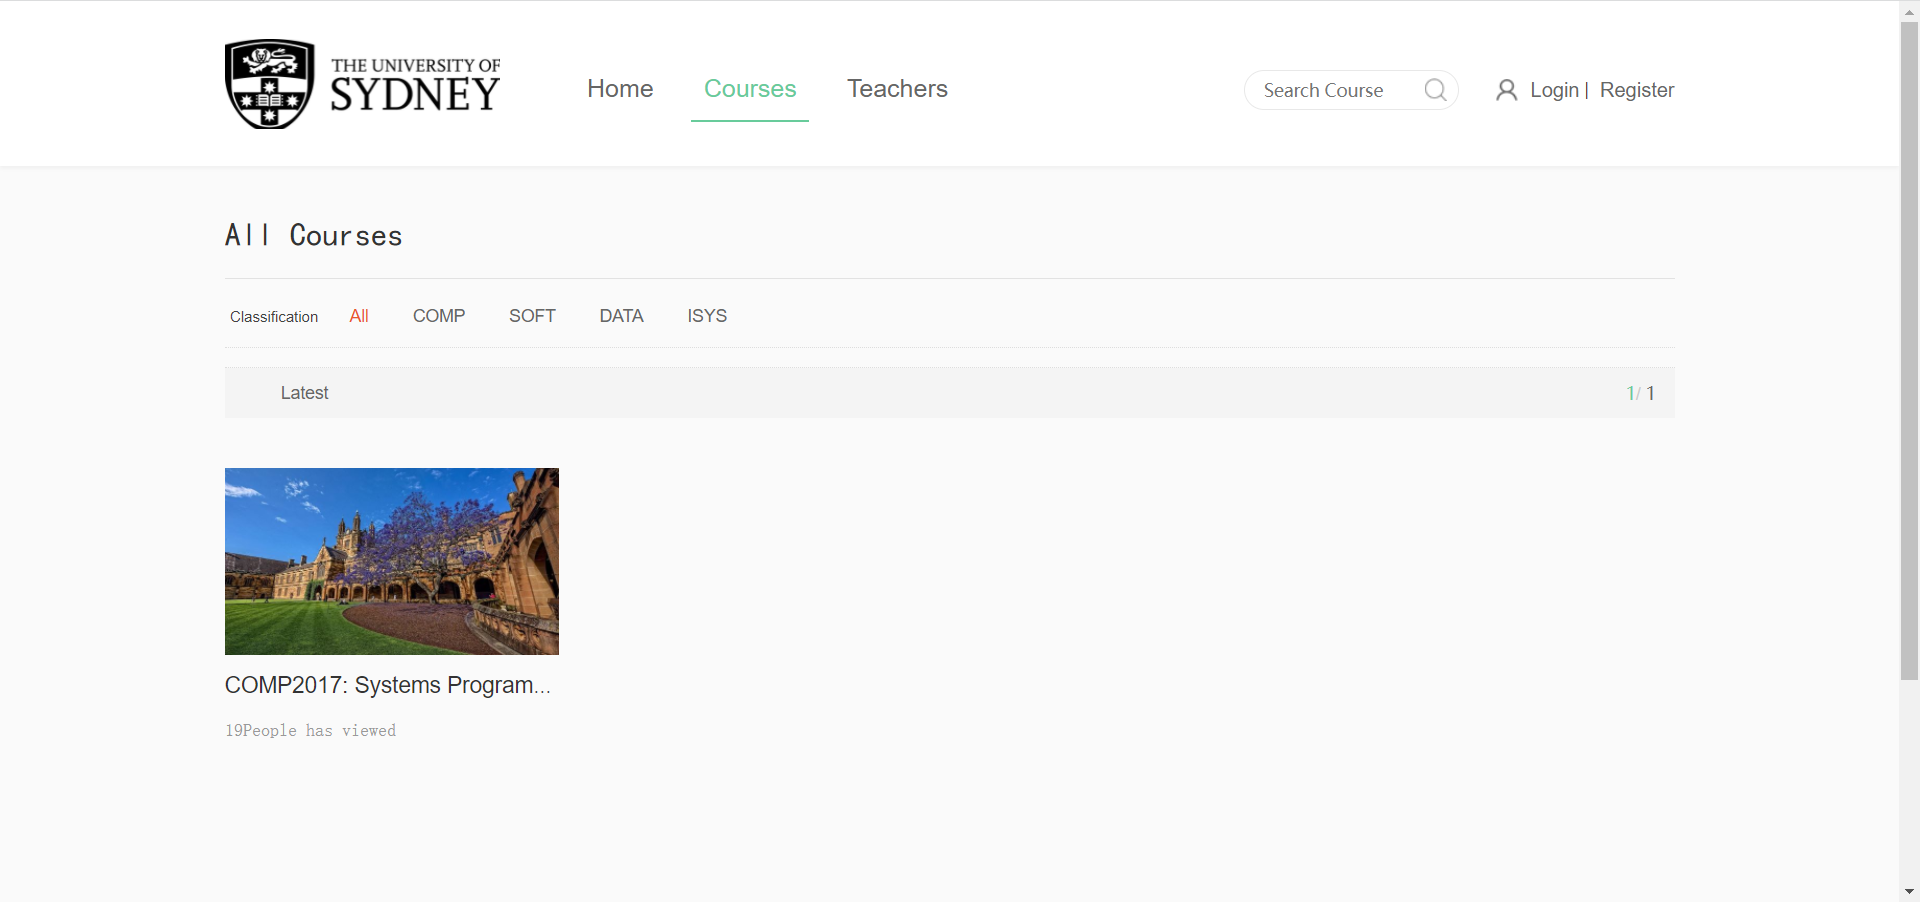 THE UNIVERSITY OF
SYDNEY
Home Courses Teachers
Search Course
Login | Register
All Courses
Classification All COMP SOFT DATA ISYS
Latest 1/ 1
COMP2017: Systems Program...
19People has viewed